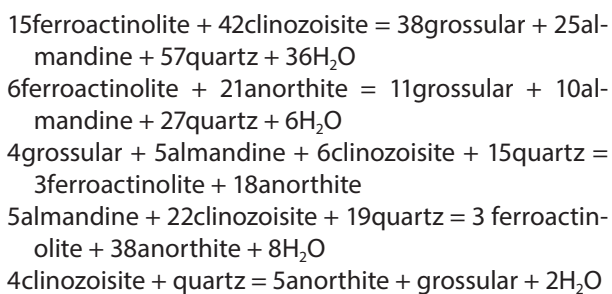 15ferroactinolite + 42clinozoisite = 38grossular + 25al-
mandine + 57quartz + 36H₂O
6ferroactinolite + 21anorthite = 11grossular + 10al-
mandine + 27quartz + 6H₂O
4grossular + 5almandine + 6clinozoisite + 15quartz =
3ferroactinolite + 18anorthite
5almandine + 22clinozoisite + 19quartz = 3 ferroactin-
olite + 38anorthite + 8H₂O
4clinozoisite + quartz = 5anorthite + grossular + 2H₂O